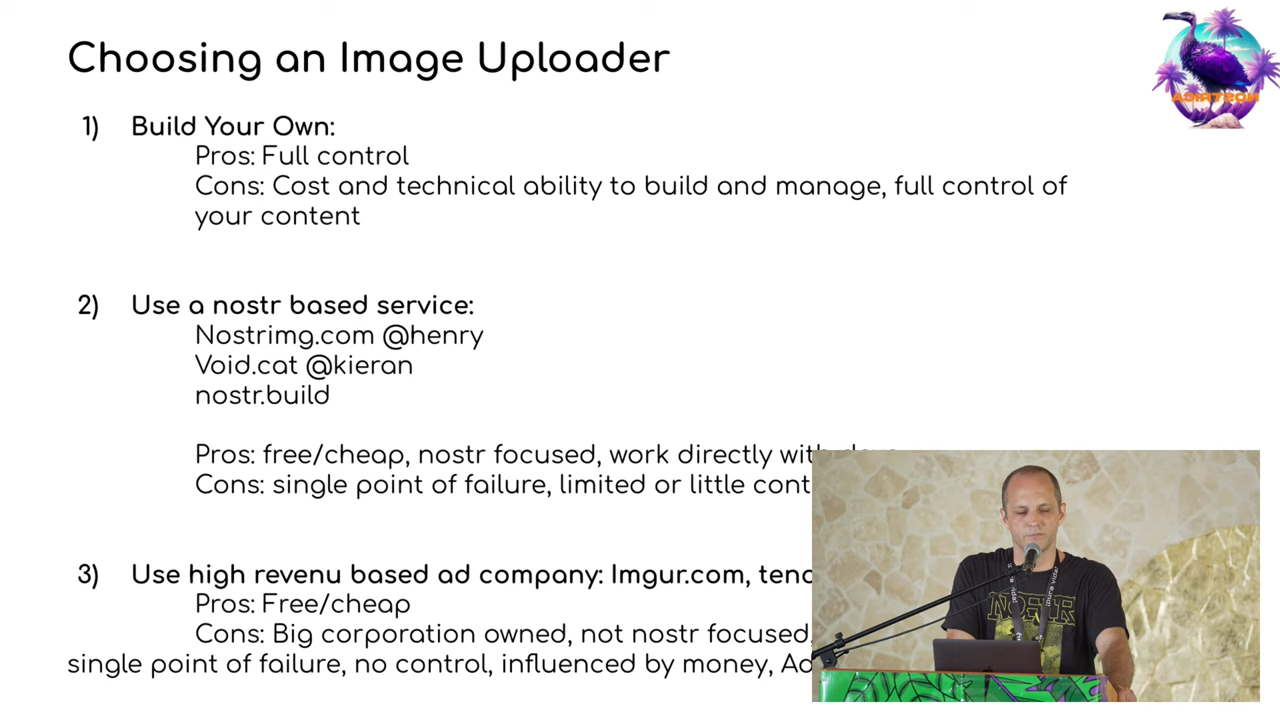 Choosing an Image Uploader
NOSTRICA
1) Build Your Own:
Pros: Full control
Cons: Cost and technical ability to build and manage, full control of
your content
2) Use a nostr based service:
Nostrimg.com @henry
Void.cat @kieran
nostr.build
Pros: free/cheap, nostr focused, work directly with devs
Cons: single point of failure, limited or little
3) Use high revenu based ad company: Imgur.com,
Pros: Free/cheap
Cons: Big corporation owned, not nostr focused,
single point of failure, no control, influenced by money,
NOSTR